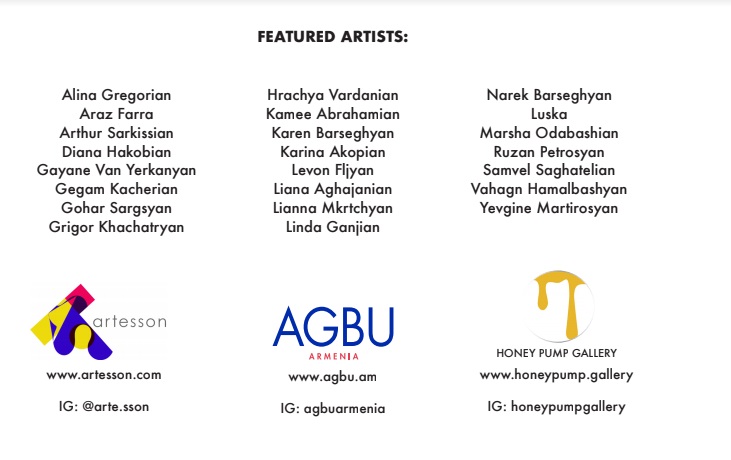 FEATURED ARTISTS:
Alina Gregorian
Araz Farra
Arthur Sarkissian
Diana Hakobian
Gayane Van Yerkanyan
Gegam Kacherian
Gohar Sargsyan
Grigor Khachatryan
Hrachya Vardanian
Kamee Abrahamian
Karen Barseghyan
Karina Akopian
Levon Fljyan
Liana Aghajanian
Lianna Mkrtchyan
Linda Ganjian
Narek Barseghyan
Luska
Marsha Odabashian
Ruzan Petrosyan
Samvel Saghatelian
Vahagn Hamalbashyan
Yevgine Martirosyan
artesson
www.artesson.com
IG: @arte.sson
AGBU
ARMENIA
www.agbu.am
IG: agbuarmenia
HONEY PUMP GALLERY
www.honeypump.gallery
IG: honeypumpgallery